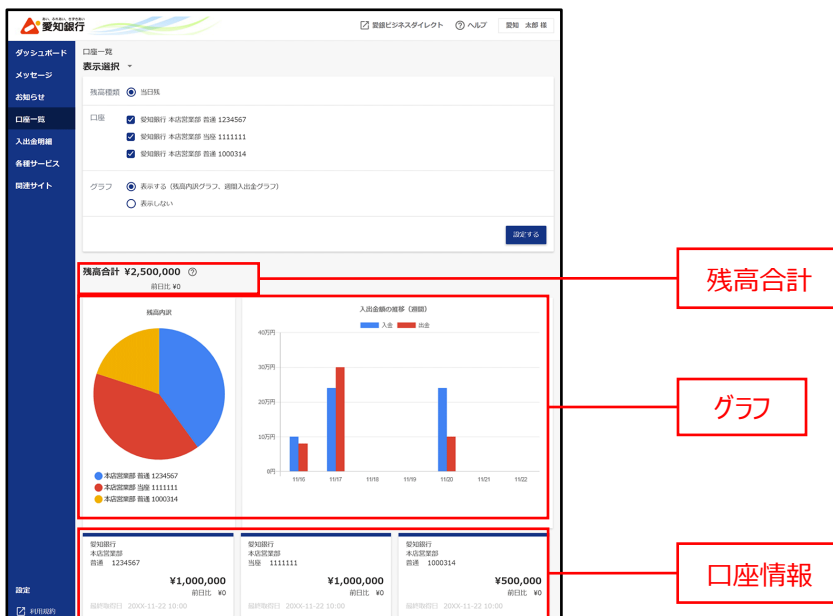 あい、ふれあい、ささえあい
愛知銀行
愛銀ビジネスダイレクト
ヘルプ
愛知 太郎 様
ダッシュボード
メッセージ
お知らせ
口座一覧
入出金明細
各種サービス
関連サイト
設定
利用規約
口座一覧
表示選択
残高種類 当日残
口座 愛知銀行 本店営業部 普通 1234567
愛知銀行 本店営業部 当座 1111111
愛知銀行 本店営業部 普通 1000314
グラフ 表示する (残高内訳グラフ、週間入出金グラフ)
表示しない
設定する
残高合計 ¥2,500,000
前日比 ¥0
残高合計
残高内訳
本店営業部 普通 1234567
本店営業部 当座 1111111
本店営業部 普通 1000314
入出金額の推移 (週間)
入金 出金
40万円
30万円
20万円
10万円
0円
11/16 11/17 11/18 11/19 11/20 11/21 11/22
グラフ
愛知銀行
本店営業部
普通 1234567
¥1,000,000
前日比 ¥0
最終取得日 20XX-11-22 10:00
愛知銀行
本店営業部
当座 1111111
¥1,000,000
前日比 ¥0
最終取得日 20XX-11-22 10:00
愛知銀行
本店営業部
普通 1000314
¥500,000
前日比 ¥0
最終取得日 20XX-11-22 10:00
口座情報